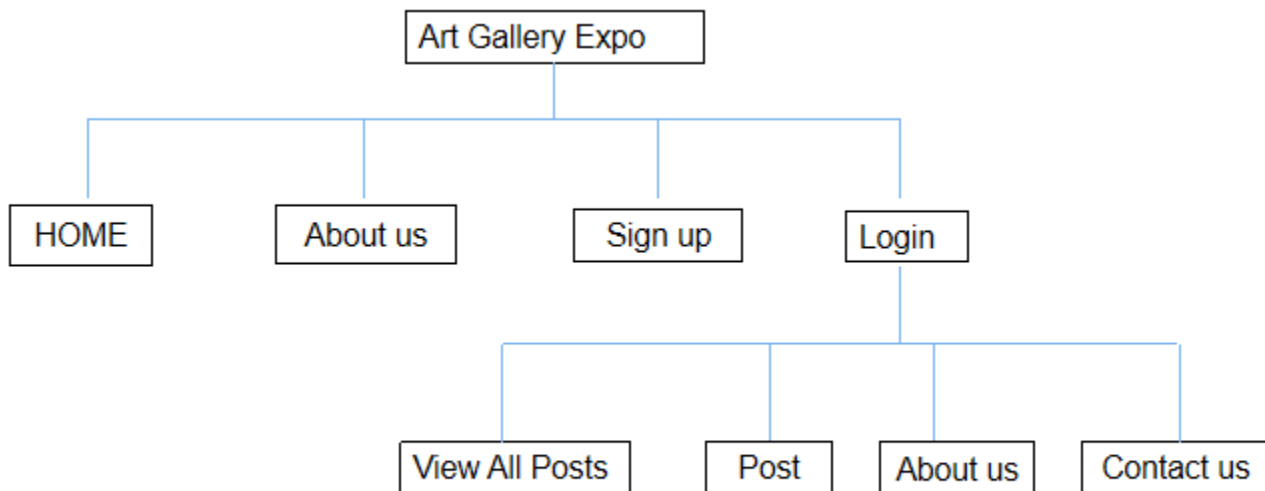 Art Gallery Expo
HOME
About us
Sign up
Login
View All Posts
Post
About us
Contact us